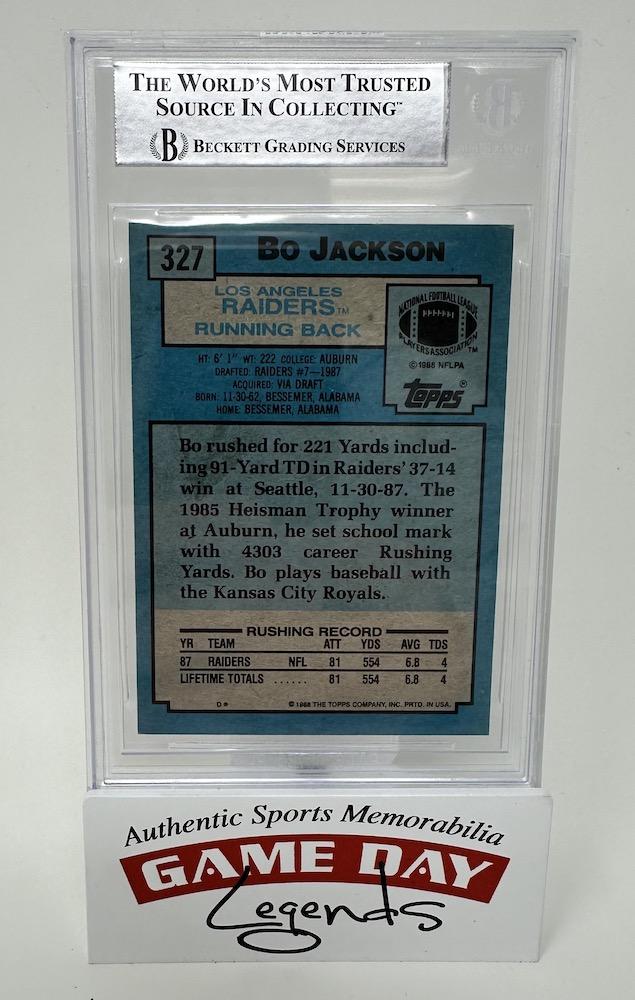 THE WORLD'S MOST TRUSTED
SOURCE IN COLLECTING™
B BECKETT GRADING SERVICES
327
BO JACKSON
LOS ANGELES
RAIDERS™
RUNNING BACK
NATIONAL FOOTBALL LEAGUE
PLAYERS ASSOCIATION™
©1988 NFLPA
Topps®
HT: 6' 1" WT: 222 COLLEGE: AUBURN
DRAFTED: RAIDERS #7—1987
ACQUIRED: VIA DRAFT
BORN: 11-30-62, BESSEMER, ALABAMA
HOME: BESSEMER, ALABAMA
Bo rushed for 221 Yards includ-
ing 91-Yard TD in Raiders' 37-14
win at Seattle, 11-30-87. The
1985 Heisman Trophy winner
at Auburn, he set school mark
with 4303 career Rushing
Yards. Bo plays baseball with
the Kansas City Royals.
RUSHING RECORD
YR TEAM ATT YDS AVG TDS
87 RAIDERS NFL 81 554 6.8 4
LIFETIME TOTALS ...... 81 554 6.8 4
D* ©1988 THE TOPPS COMPANY, INC. PRTD. IN USA.
Authentic Sports Memorabilia
GAME DAY
Legends